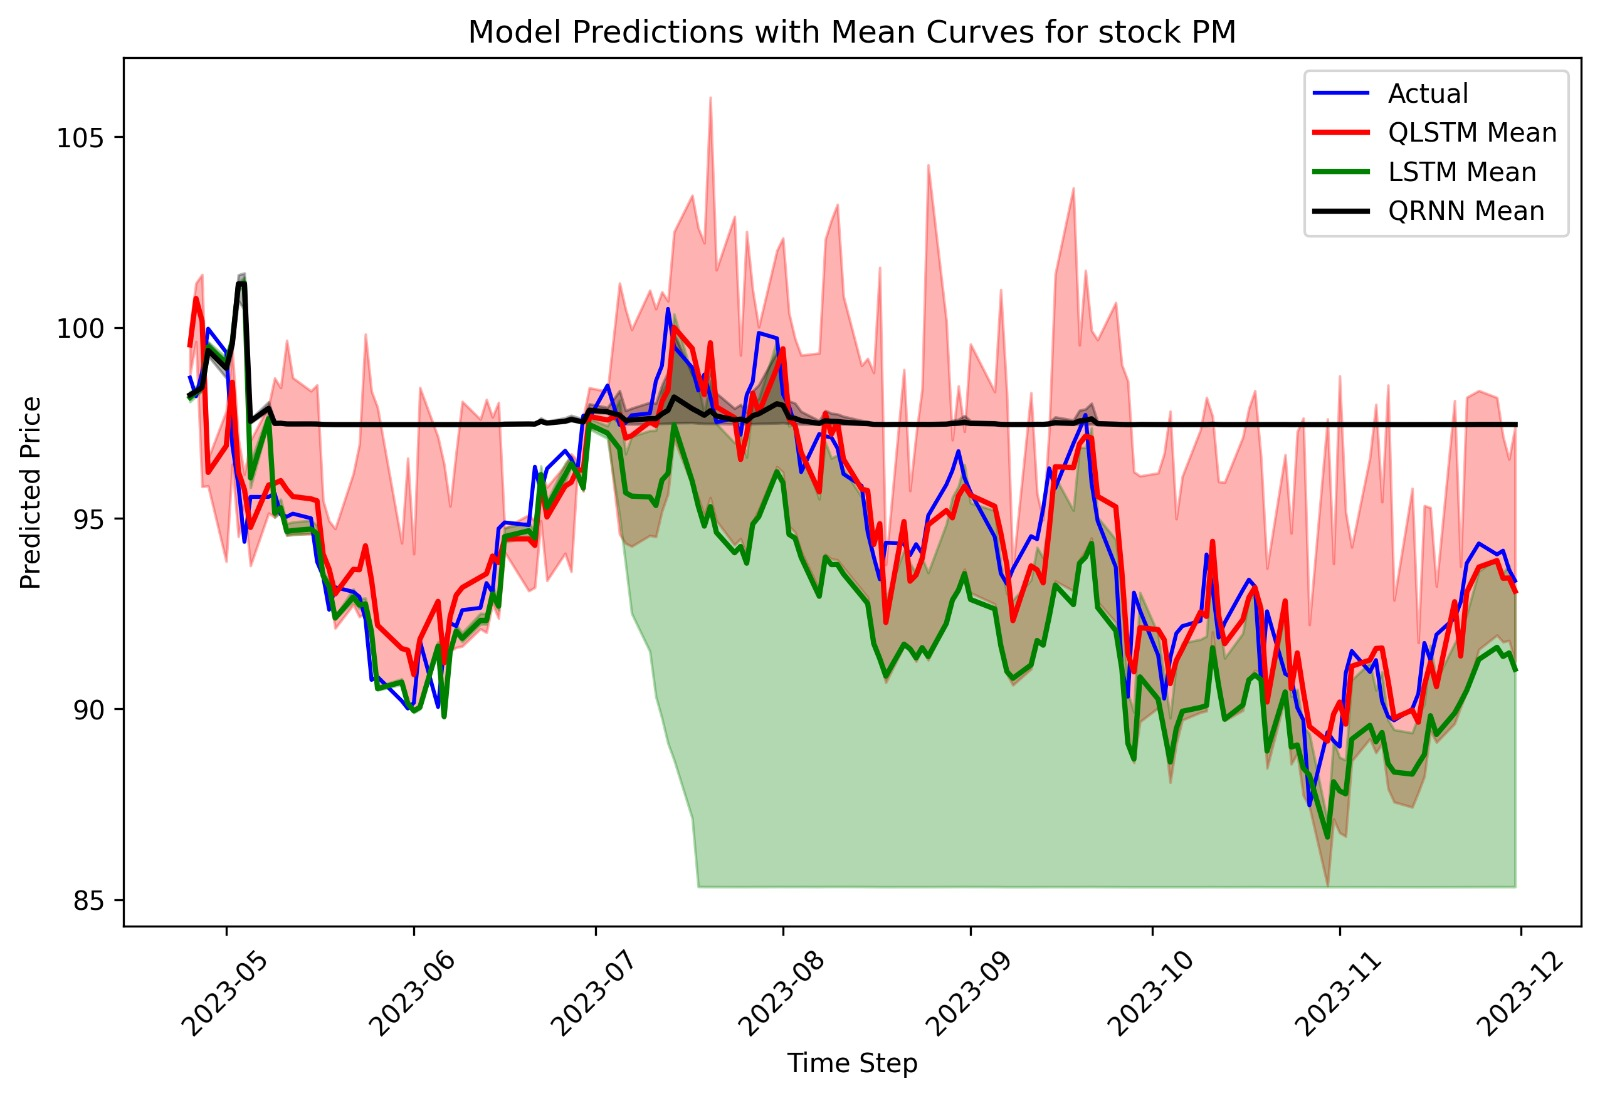 Model Predictions with Mean Curves for stock PM
Actual
QLSTM Mean
LSTM Mean
QRNN Mean
Predicted Price
105
100
95
90
85
2023-05
2023-06
2023-07
2023-08
2023-09
2023-10
2023-11
2023-12
Time Step